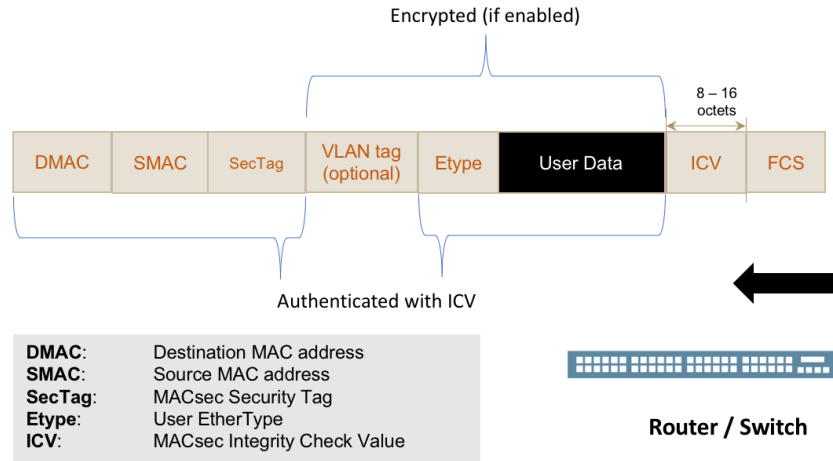 Encrypted (if enabled)
8 – 16
octets
DMAC
SMAC
SecTag
VLAN tag
(optional)
Etype
User Data
ICV
FCS
Authenticated with ICV
DMAC: Destination MAC address
SMAC: Source MAC address
SecTag: MACsec Security Tag
Etype: User EtherType
ICV: MACsec Integrity Check Value
Router / Switch